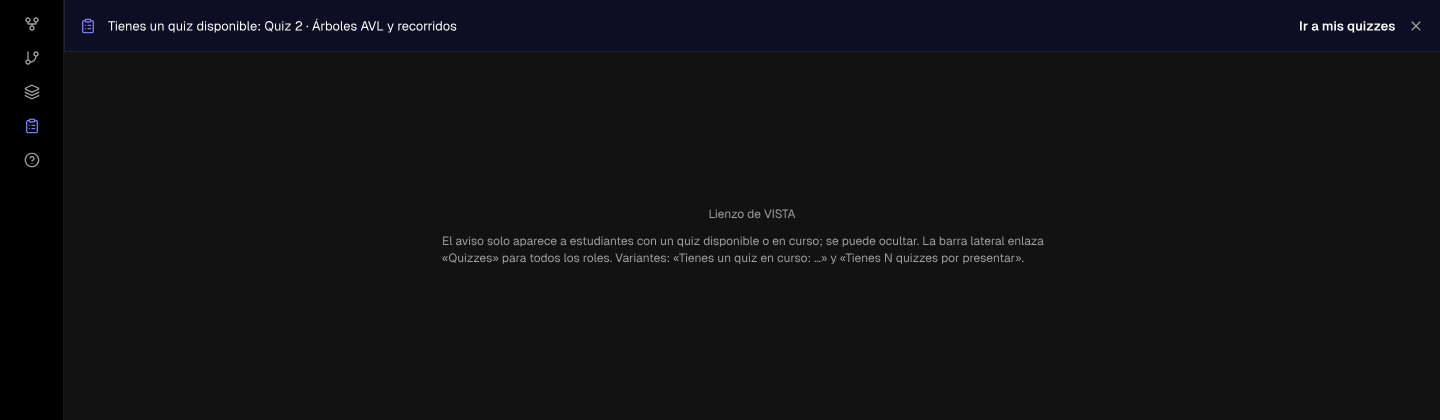 Tienes un quiz disponible: Quiz 2 · Árboles AVL y recorridos
Ir a mis quizzes
Lienzo de VISTA
El aviso solo aparece a estudiantes con un quiz disponible o en curso; se puede ocultar. La barra lateral enlaza
«Quizzes» para todos los roles. Variantes: «Tienes un quiz en curso: …» y «Tienes N quizzes por presentar».